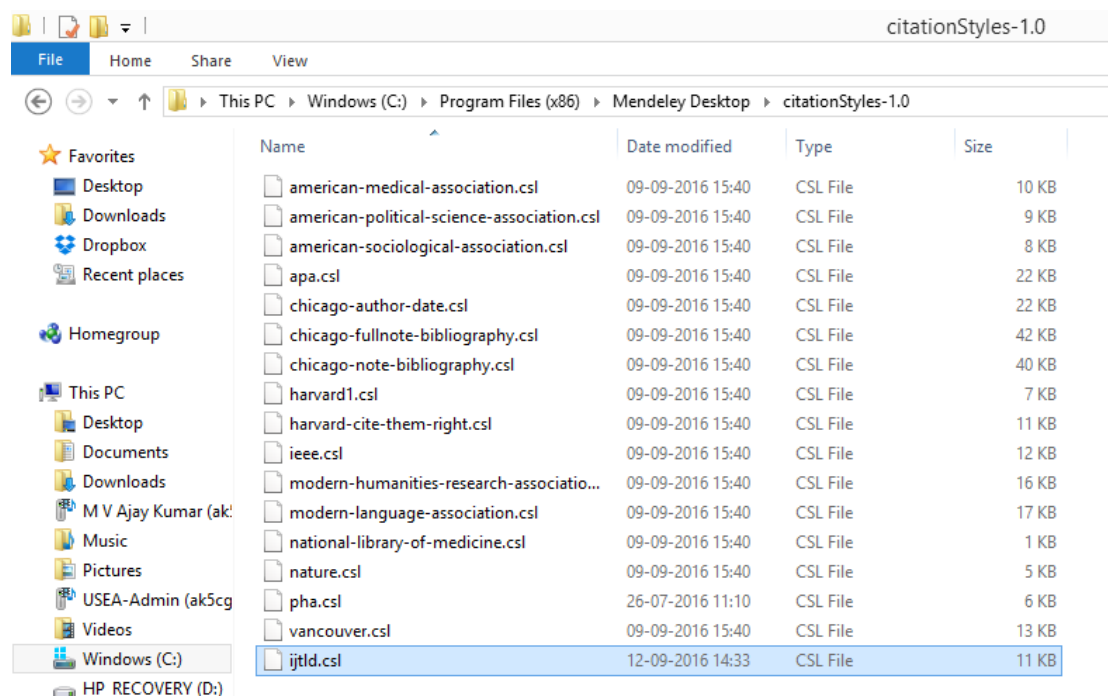 citationStyles-1.0
File Home Share View
This PC Windows (C:) Program Files (x86) Mendeley Desktop citationStyles-1.0
Name Date modified Type Size
Favorites
Desktop
Downloads
Dropbox
Recent places
Homegroup
This PC
Desktop
Documents
Downloads
M V Ajay Kumar (ak5
Music
Pictures
USEA-Admin (ak5cg
Videos
Windows (C:)
HP_RECOVERY (D:)
american-medical-association.csl 09-09-2016 15:40 CSL File 10 KB
american-political-science-association.csl 09-09-2016 15:40 CSL File 9 KB
american-sociological-association.csl 09-09-2016 15:40 CSL File 8 KB
apa.csl 09-09-2016 15:40 CSL File 22 KB
chicago-author-date.csl 09-09-2016 15:40 CSL File 22 KB
chicago-fullnote-bibliography.csl 09-09-2016 15:40 CSL File 42 KB
chicago-note-bibliography.csl 09-09-2016 15:40 CSL File 40 KB
harvard1.csl 09-09-2016 15:40 CSL File 7 KB
harvard-cite-them-right.csl 09-09-2016 15:40 CSL File 11 KB
ieee.csl 09-09-2016 15:40 CSL File 12 KB
modern-humanities-research-associatio... 09-09-2016 15:40 CSL File 16 KB
modern-language-association.csl 09-09-2016 15:40 CSL File 17 KB
national-library-of-medicine.csl 09-09-2016 15:40 CSL File 1 KB
nature.csl 09-09-2016 15:40 CSL File 5 KB
pha.csl 26-07-2016 11:10 CSL File 6 KB
vancouver.csl 09-09-2016 15:40 CSL File 13 KB
ijtld.csl 12-09-2016 14:33 CSL File 11 KB